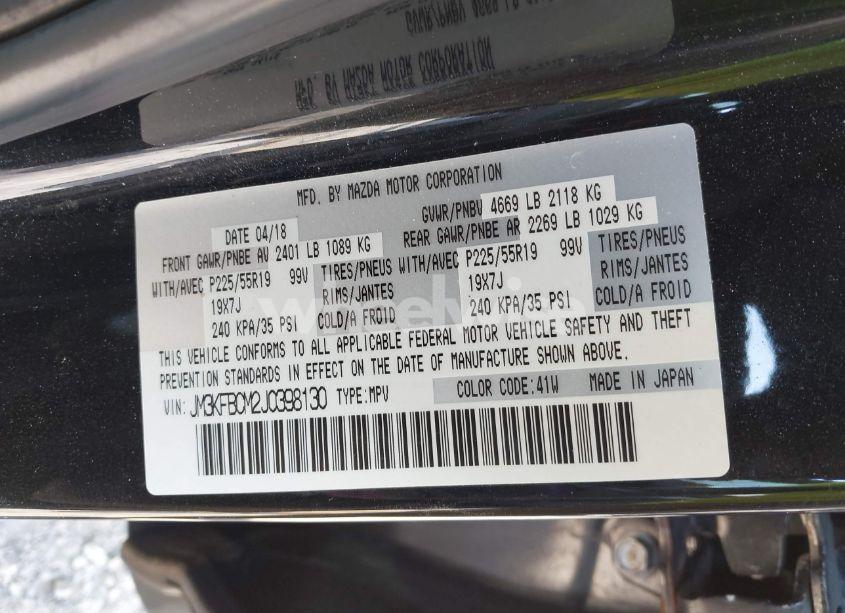 MFD. BY MAZDA MOTOR CORPORATION
DATE 04/18 GVWR/PNBV 4669 LB 2118 KG
FRONT GAWR/PNBE AV 2401 LB 1089 KG REAR GAWR/PNBE AR 2269 LB 1029 KG
WITH/AVEC P225/55R19 99V TIRES/PNEUS WITH/AVEC P225/55R19 99V TIRES/PNEUS
19X7J RIMS/JANTES 19X7J RIMS/JANTES
240 KPA/35 PSI COLD/A FROID 240 KPA/35 PSI COLD/A FROID
THIS VEHICLE CONFORMS TO ALL APPLICABLE FEDERAL MOTOR VEHICLE SAFETY AND THEFT
PREVENTION STANDARDS IN EFFECT ON THE DATE OF MANUFACTURE SHOWN ABOVE.
VIN: JM3KFBCM2J0398130 TYPE:MPV COLOR CODE:41W MADE IN JAPAN